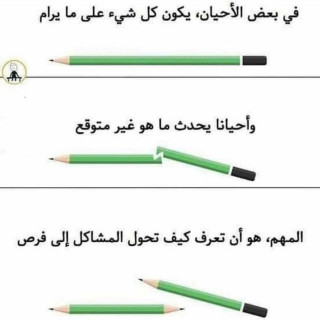 في بعض الأحيان، يكون كل شيء على ما يرام
وأحيانا يحدث ما هو غير متوقع
المهم، هو أن تعرف كيف تحول المشاكل إلى فرص